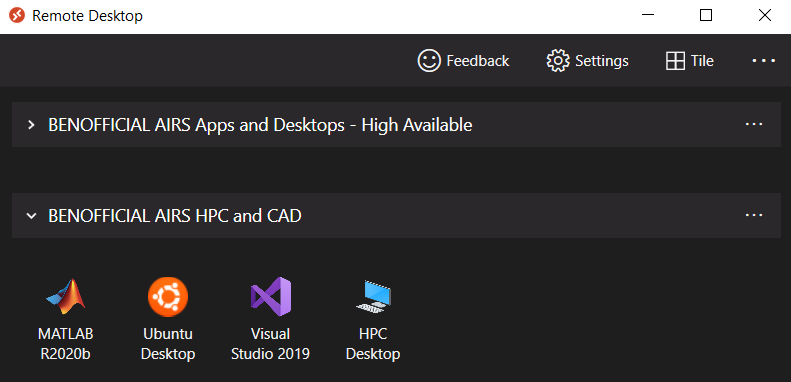 Remote Desktop
Feedback
Settings
Tile
BENOFFICIAL AIRS Apps and Desktops - High Available
BENOFFICIAL AIRS HPC and CAD
MATLAB
R2020b
Ubuntu
Desktop
Visual
Studio 2019
HPC
Desktop